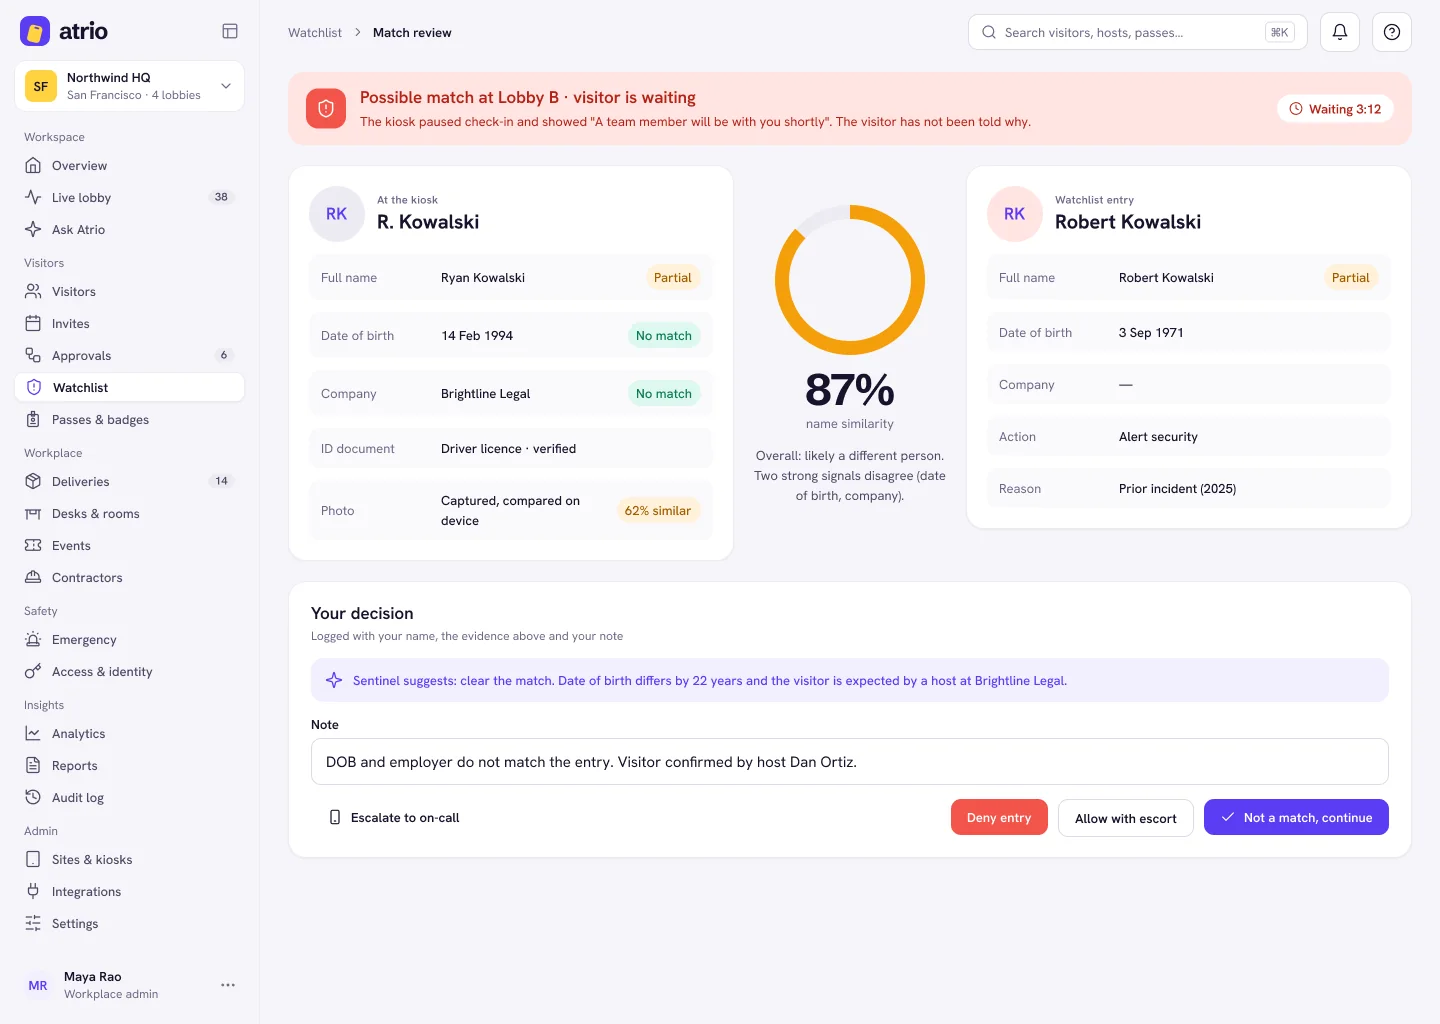 atrio
SF
Northwind HQ
San Francisco · 4 lobbies
Workspace
Overview
Live lobby 38
Ask Atrio
Visitors
Visitors
Invites
Approvals 6
Watchlist
Passes & badges
Workplace
Deliveries 14
Desks & rooms
Events
Contractors
Safety
Emergency
Access & identity
Insights
Analytics
Reports
Audit log
Admin
Sites & kiosks
Integrations
Settings
MR
Maya Rao
Workplace admin
Watchlist > Match review
Search visitors, hosts, passes... ⌘K
Possible match at Lobby B · visitor is waiting
The kiosk paused check-in and showed "A team member will be with you shortly". The visitor has not been told why.
Waiting 3:12
RK
At the kiosk
R. Kowalski
Full name Ryan Kowalski Partial
Date of birth 14 Feb 1994 No match
Company Brightline Legal No match
ID document Driver licence · verified
Photo Captured, compared on
device
62% similar
87%
name similarity
Overall: likely a different person.
Two strong signals disagree (date
of birth, company).
RK
Watchlist entry
Robert Kowalski
Full name Robert Kowalski Partial
Date of birth 3 Sep 1971
Company —
Action Alert security
Reason Prior incident (2025)
Your decision
Logged with your name, the evidence above and your note
Sentinel suggests: clear the match. Date of birth differs by 22 years and the visitor is expected by a host at Brightline Legal.
Note
DOB and employer do not match the entry. Visitor confirmed by host Dan Ortiz.
Escalate to on-call
Deny entry
Allow with escort
Not a match, continue